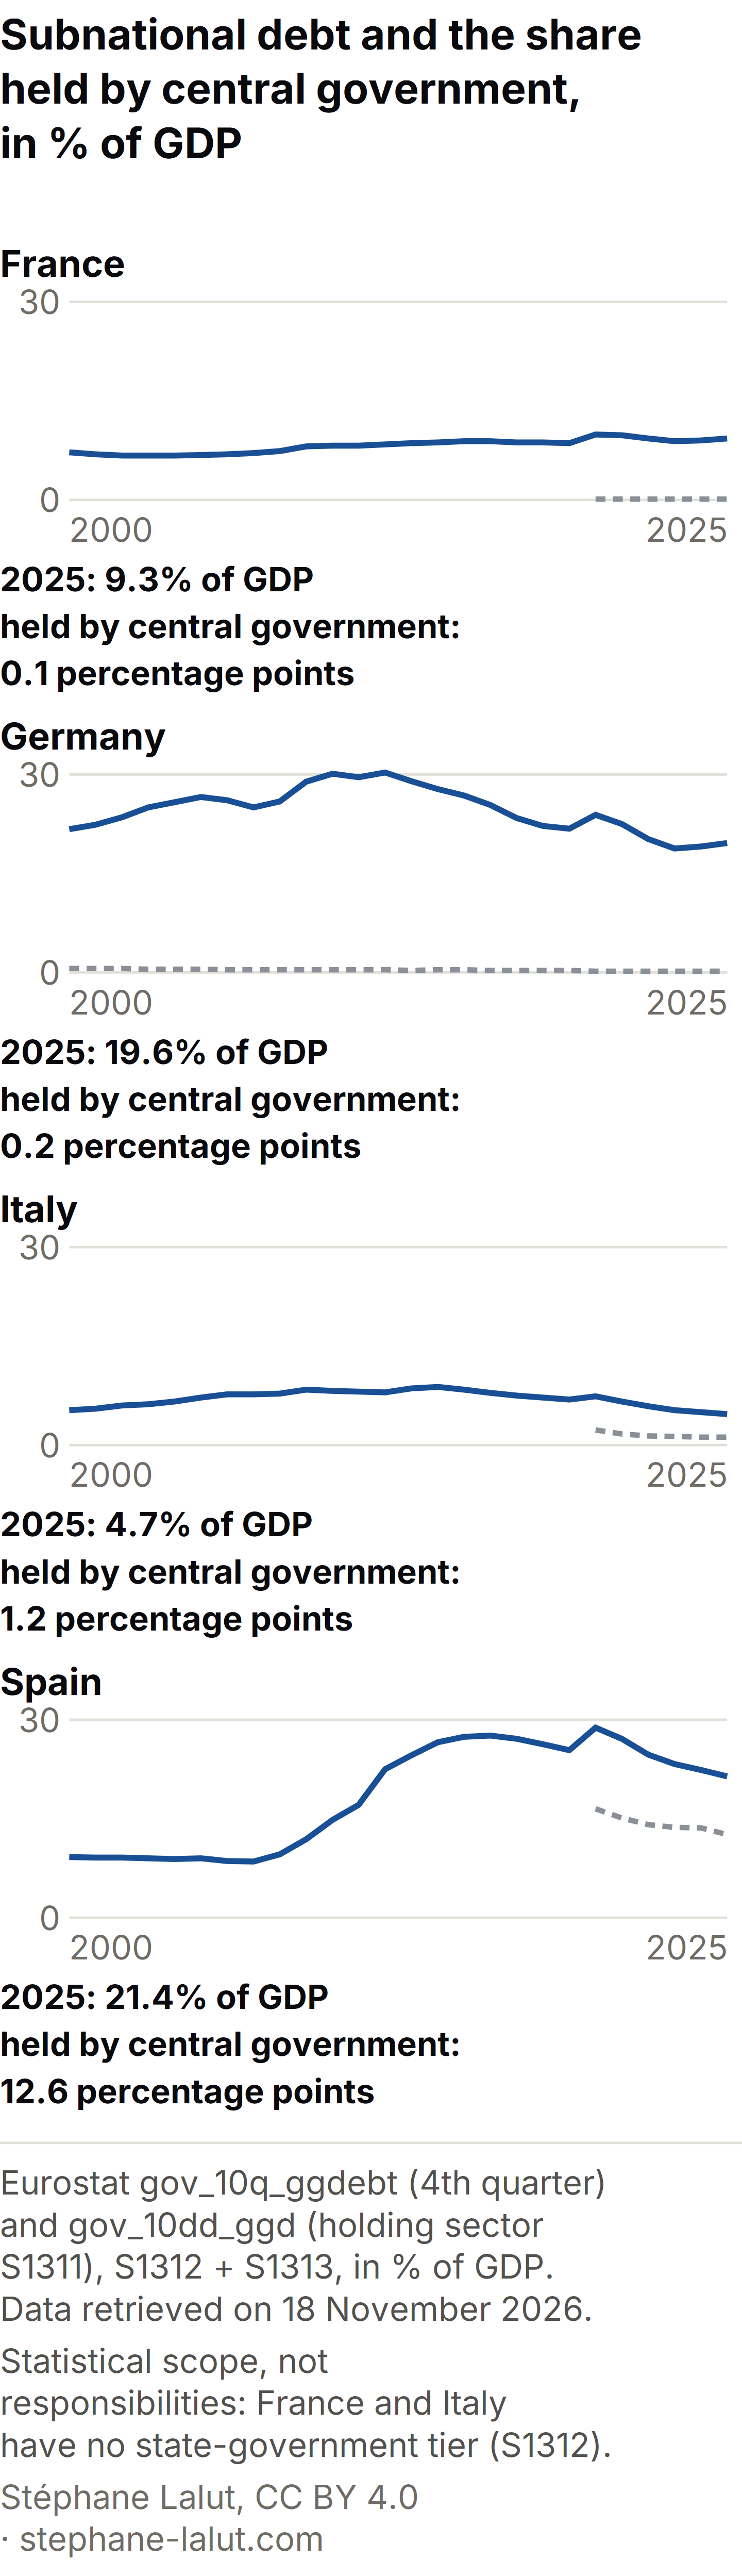 Subnational debt and the share
held by central government,
in % of GDP
France
30
0
2000 2025
2025: 9.3% of GDP
held by central government:
0.1 percentage points
Germany
30
0
2000 2025
2025: 19.6% of GDP
held by central government:
0.2 percentage points
Italy
30
0
2000 2025
2025: 4.7% of GDP
held by central government:
1.2 percentage points
Spain
30
0
2000 2025
2025: 21.4% of GDP
held by central government:
12.6 percentage points
Eurostat gov_10q_ggdebt (4th quarter)
and gov_10dd_ggd (holding sector
S1311), S1312 + S1313, in % of GDP.
Data retrieved on 18 November 2026.
Statistical scope, not
responsibilities: France and Italy
have no state-government tier (S1312).
Stéphane Lalut, CC BY 4.0
· stephane-lalut.com